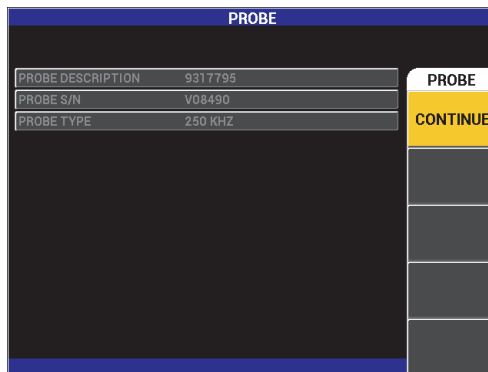 PROBE
PROBE DESCRIPTION 9317795
PROBE S/N V08490
PROBE TYPE 250 KHZ
PROBE
CONTINUE